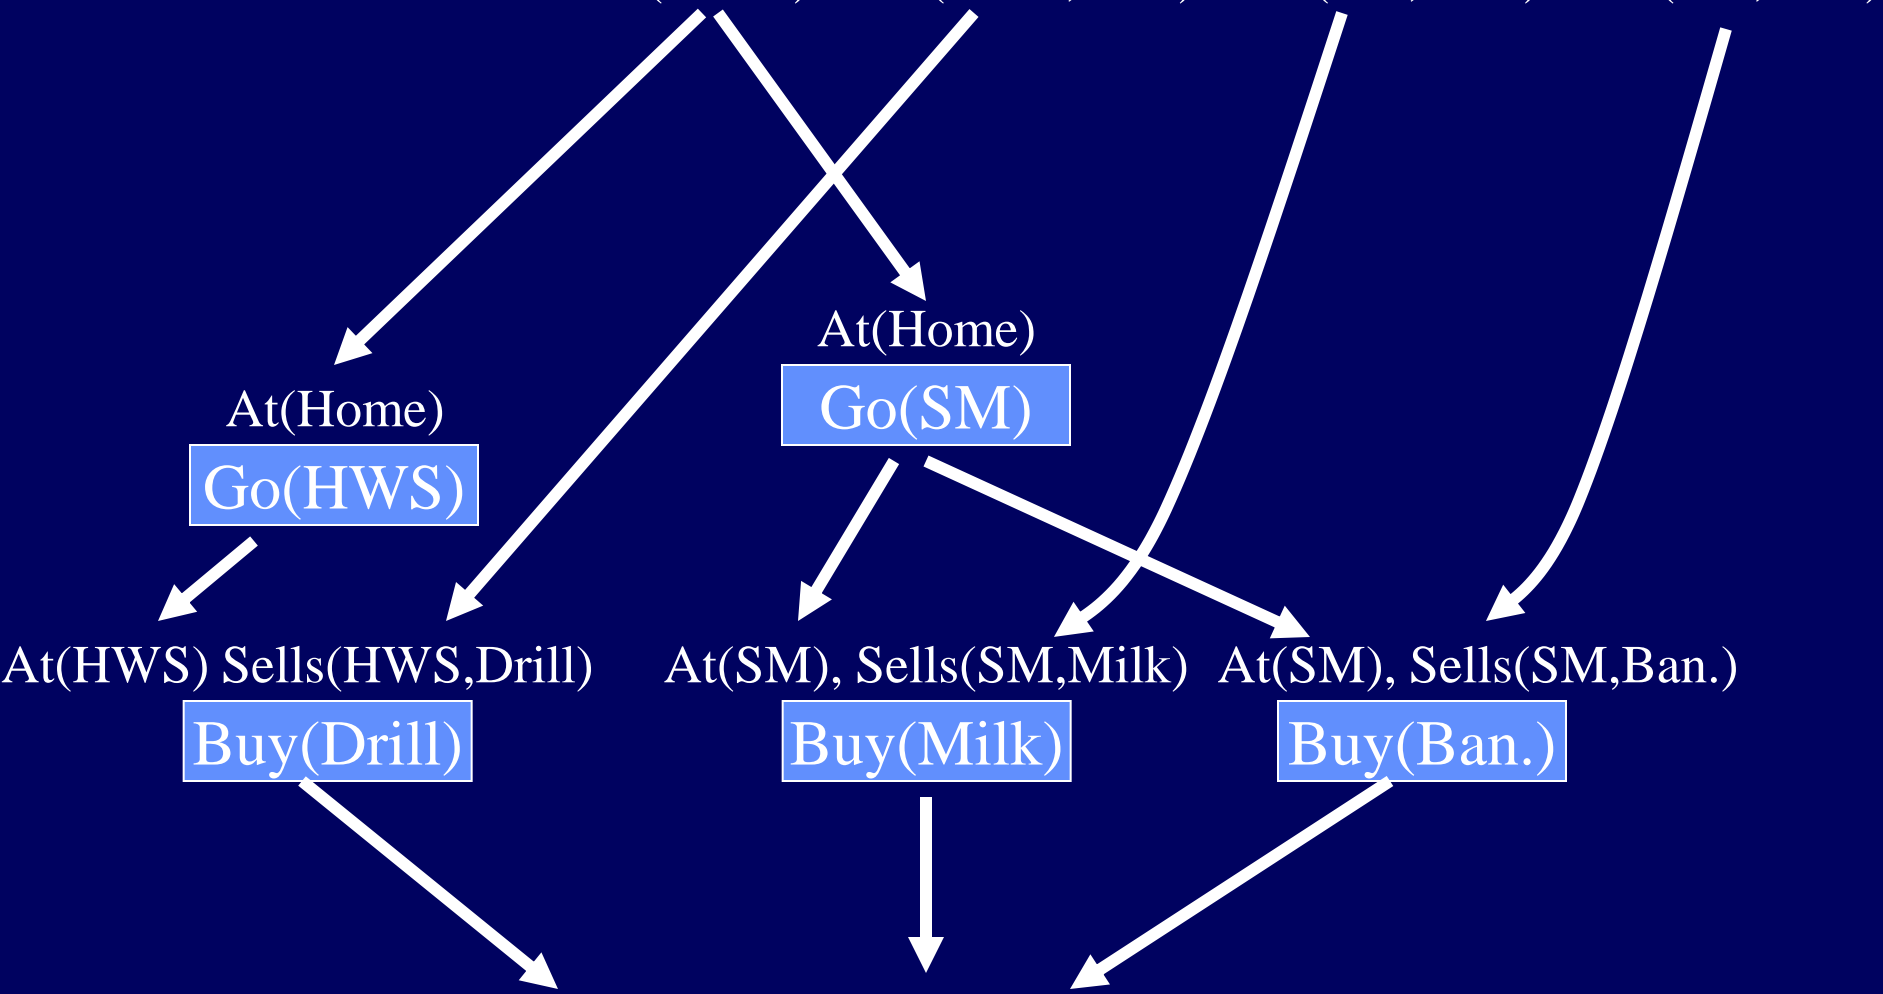 At(Home)
Go(SM)
At(Home)
Go(HWS)
At(HWS) Sells(HWS,Drill)
At(SM), Sells(SM,Milk)
At(SM), Sells(SM,Ban.)
Buy(Drill)
Buy(Milk)
Buy(Ban.)